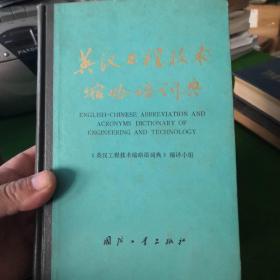 英汉工程技术
缩略语词典
ENGLISH-CHINESE ABBREVIATION AND
ACRONYMS DICTIONARY OF
ENGINEERING AND TECHNOLOGY
《英汉工程技术缩略语词典》编译小组
国防工业出版社